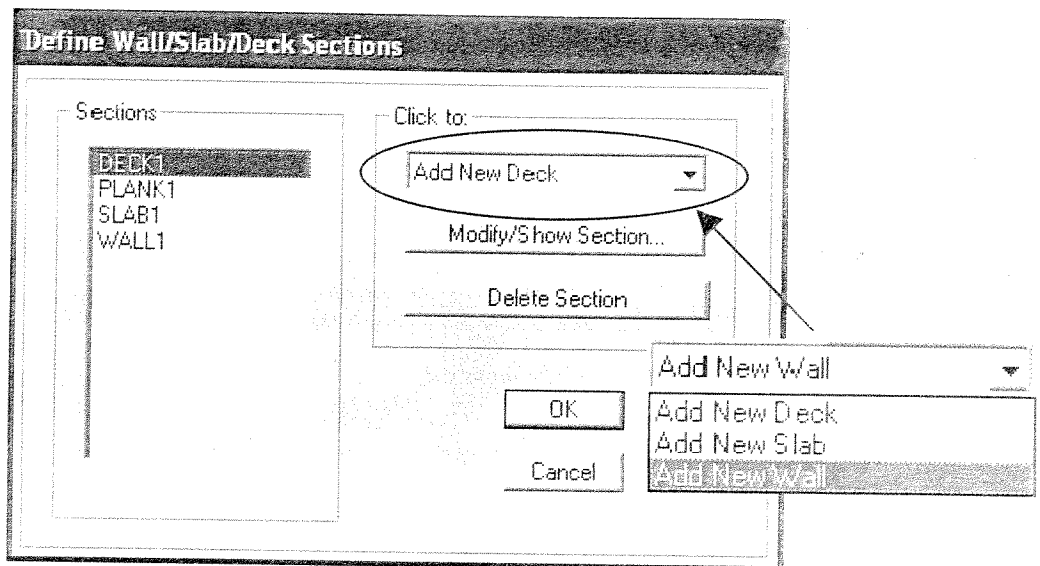 Define Wall/Slab/Deck Sections
Sections
DECK1
PLANK1
SLAB1
WALL1
Click to:
Add New Deck
Modify/Show Section...
Delete Section
OK
Cancel
Add New Wall
Add New Deck
Add New Slab
Add New Wall